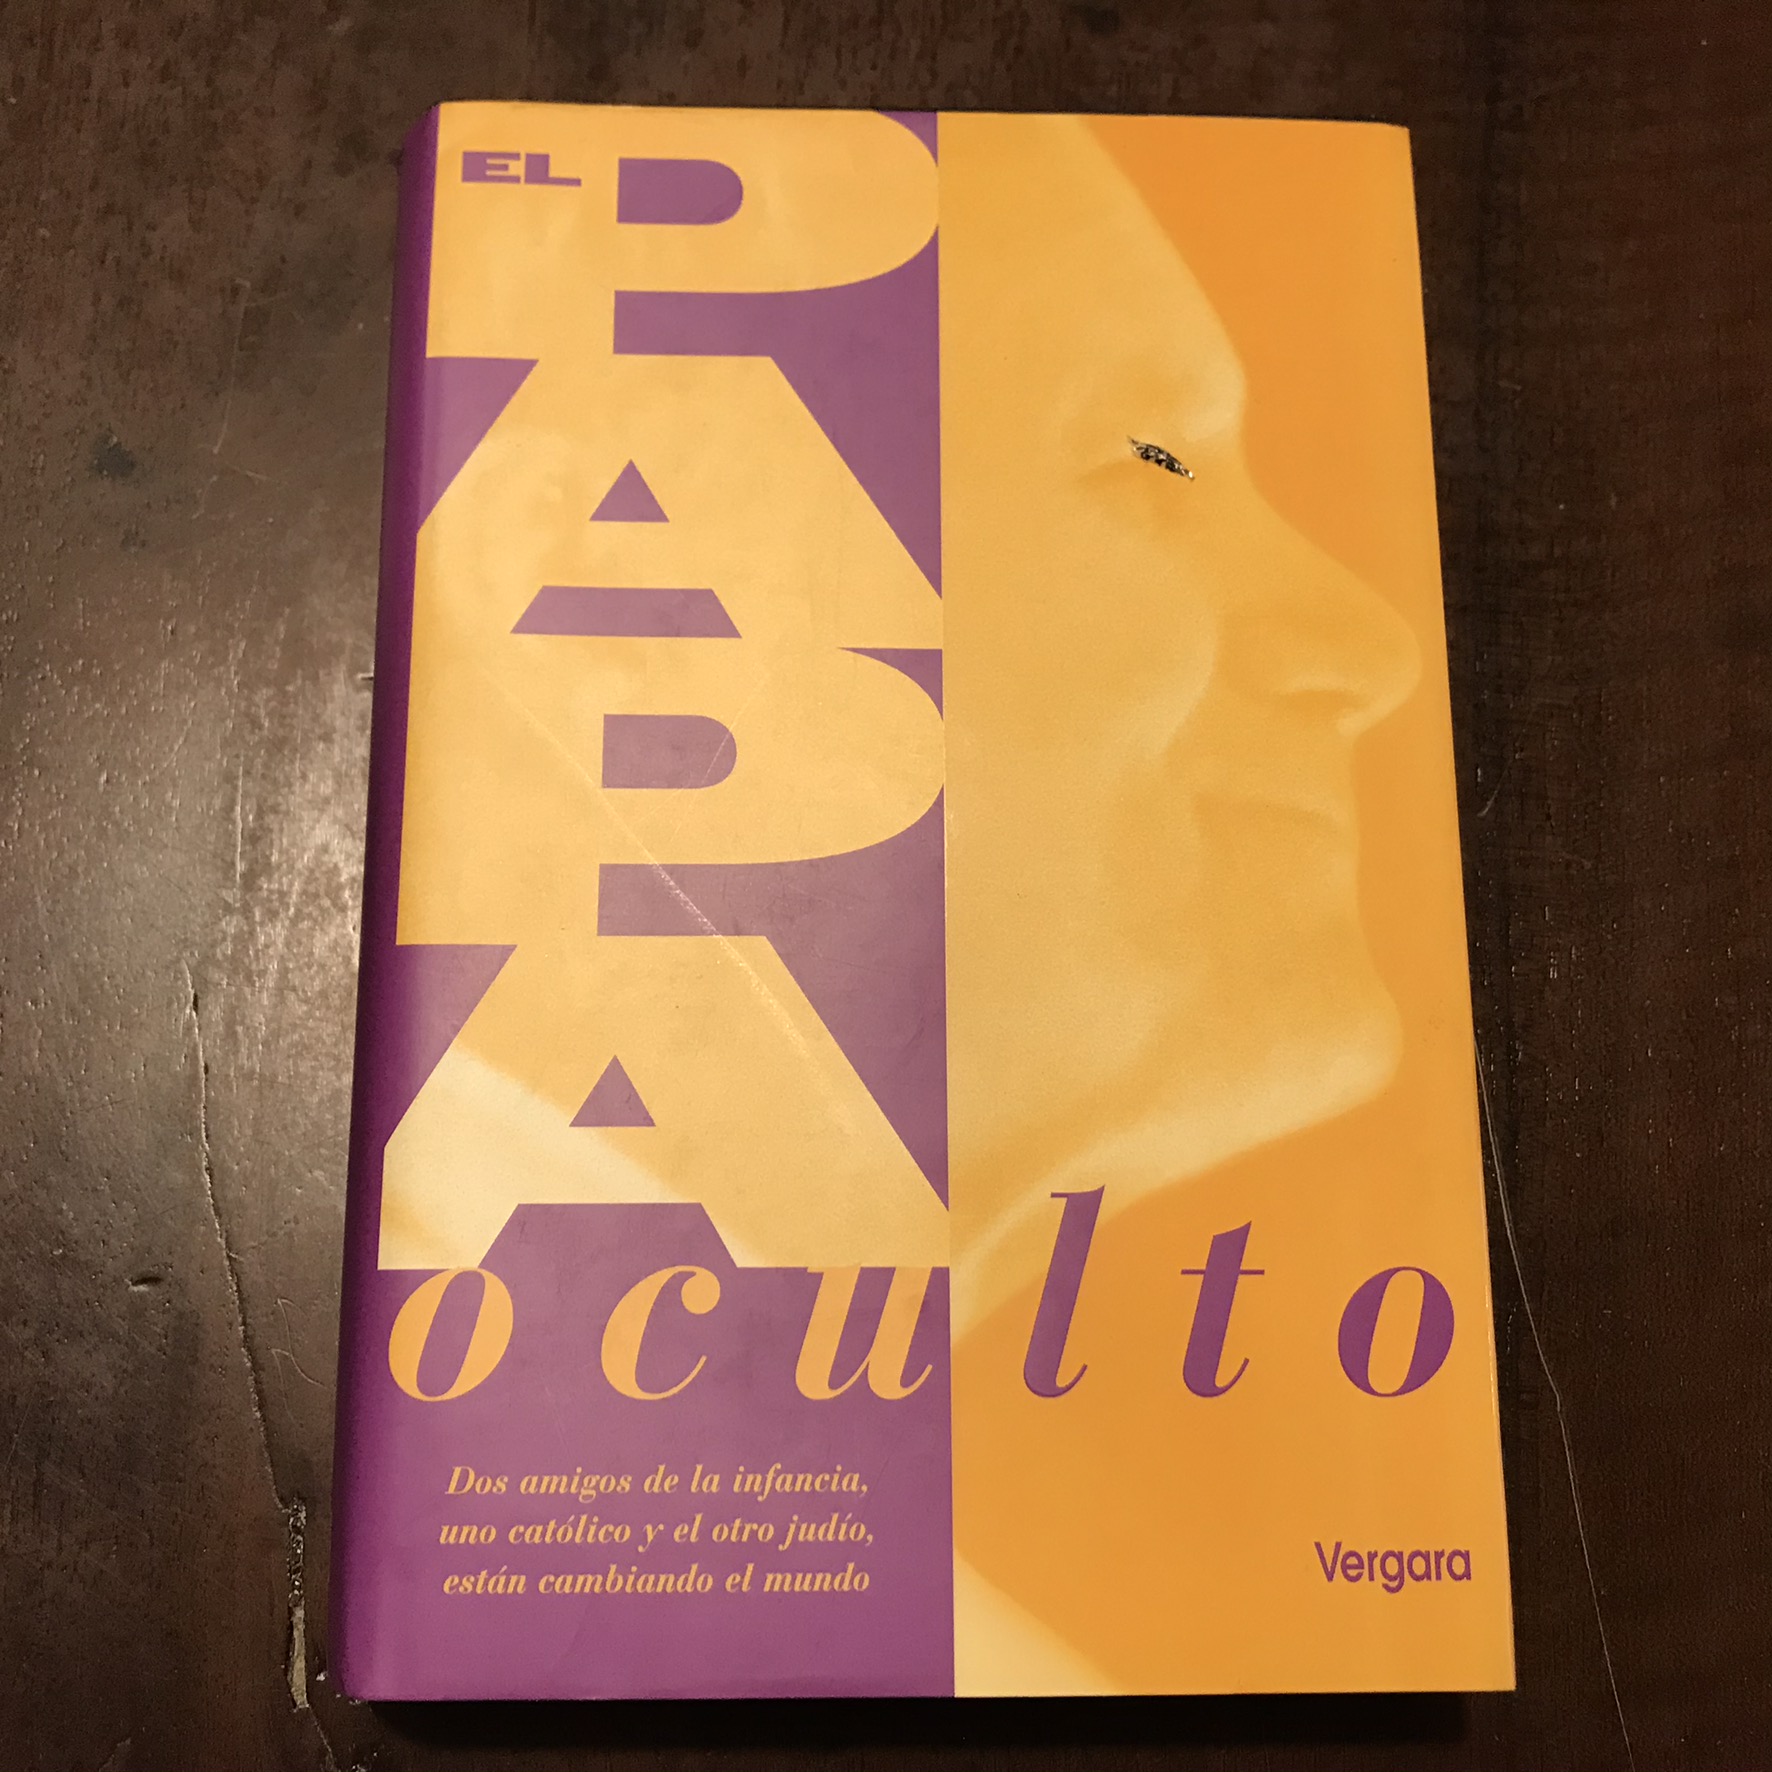 EL
PAPA
oculto
Dos amigos de la infancia,
uno católico y el otro judío,
están cambiando el mundo
Vergara